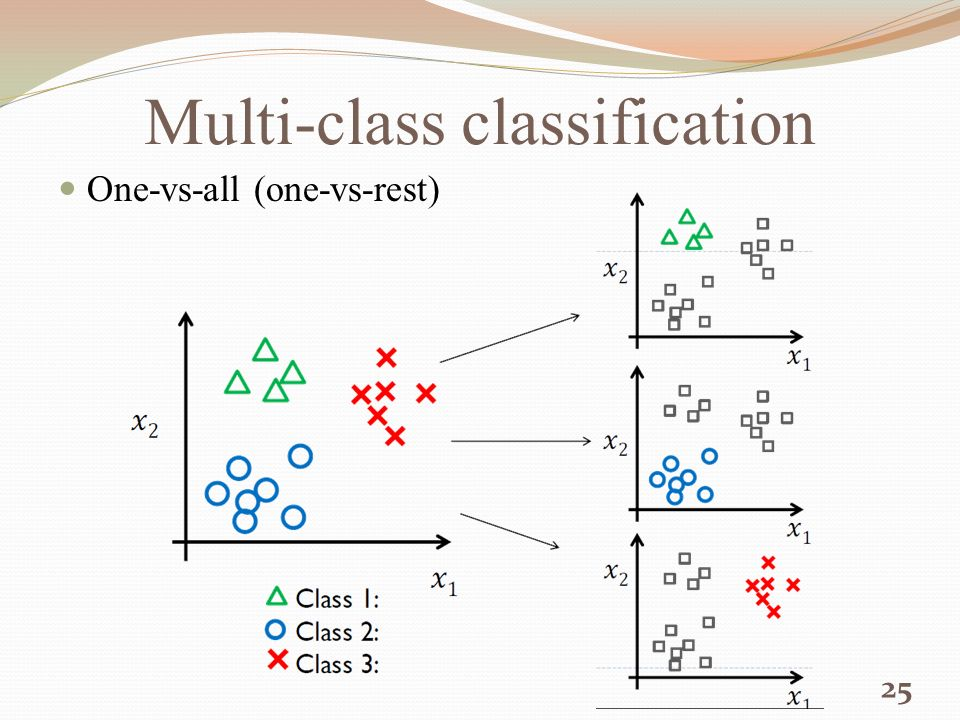 Multi-class classification
One-vs-all (one-vs-rest)
x₂
x₁
x₂
x₁
x₂
x₁
x₂
x₁
Class 1:
Class 2:
Class 3:
25